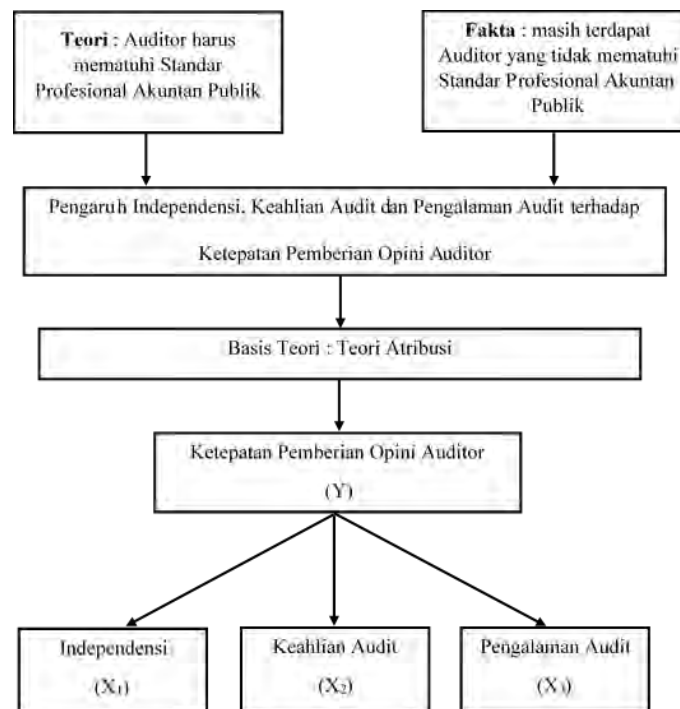 Teori : Auditor harus
mematuhi Standar
Profesional Akuntan Publik
Fakta : masih terdapat
Auditor yang tidak mematuhi
Standar Profesional Akuntan
Publik
Pengaruh Independensi, Keahlian Audit dan Pengalaman Audit terhadap
Ketepatan Pemberian Opini Auditor
Basis Teori : Teori Atribusi
Ketepatan Pemberian Opini Auditor
(Y)
Independensi
(X₁)
Keahlian Audit
(X₂)
Pengalaman Audit
(X₃)